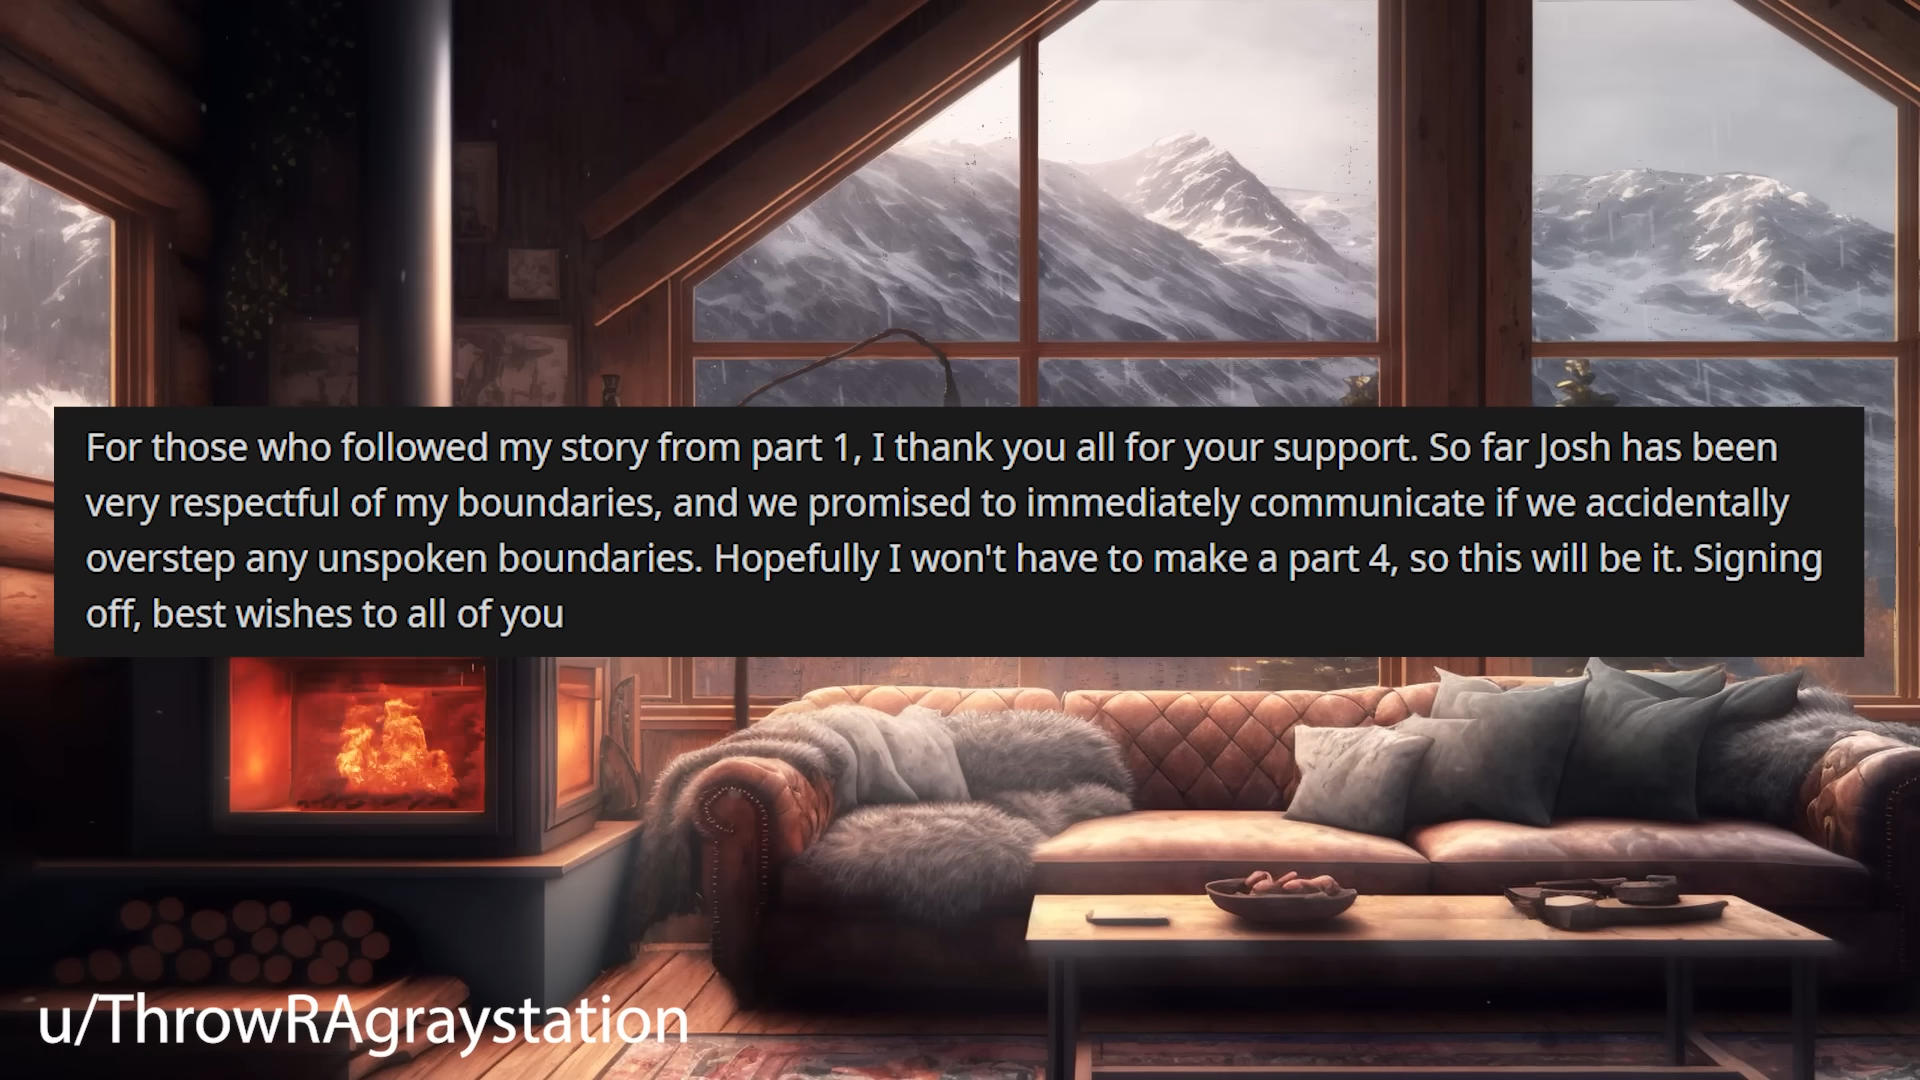 For those who followed my story from part 1, I thank you all for your support. So far Josh has been
very respectful of my boundaries, and we promised to immediately communicate if we accidentally
overstep any unspoken boundaries. Hopefully I won't have to make a part 4, so this will be it. Signing
off, best wishes to all of you
u/ThrowRAgraystation